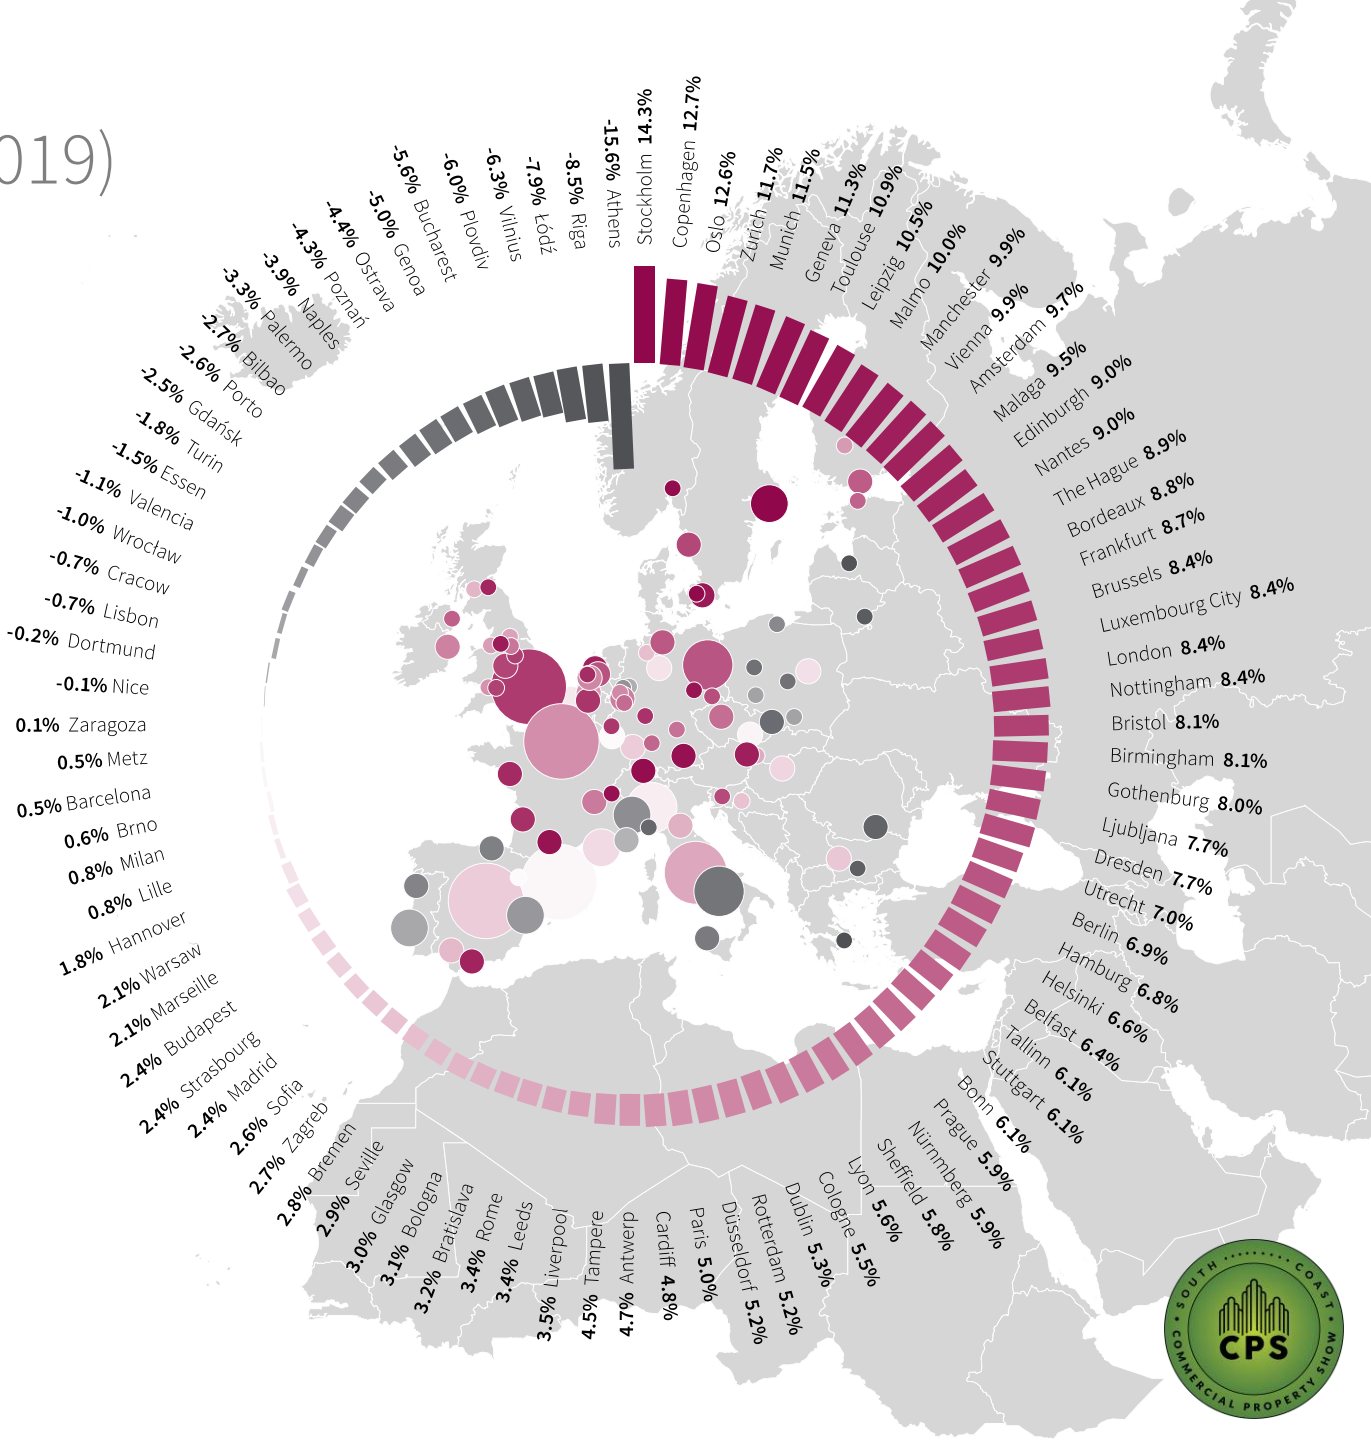 019)
Stockholm 14.3%
Copenhagen 12.7%
Oslo 12.6%
Zurich 11.7%
Munich 11.5%
Geneva 11.3%
Toulouse 10.9%
Leipzig 10.5%
Malmo 10.0%
Manchester 9.9%
Vienna 9.9%
Amsterdam 9.7%
Malaga 9.5%
Edinburgh 9.0%
Nantes 9.0%
The Hague 8.9%
Bordeaux 8.8%
Frankfurt 8.7%
Brussels 8.4%
Luxembourg City 8.4%
London 8.4%
Nottingham 8.4%
Bristol 8.1%
Birmingham 8.1%
Gothenburg 8.0%
Ljubljana 7.7%
Dresden 7.7%
Utrecht 7.0%
Berlin 6.9%
Hamburg 6.8%
Helsinki 6.6%
Belfast 6.4%
Tallinn 6.1%
Stuttgart 6.1%
Bonn 6.1%
Prague 5.9%
Nürnmberg 5.9%
Sheffield 5.8%
Lyon 5.6%
Cologne 5.5%
Dublin 5.3%
Rotterdam 5.2%
Düsseldorf 5.2%
Paris 5.0%
Cardiff 4.8%
4.7% Antwerp
4.5% Tampere
3.5% Liverpool
3.4% Leeds
3.4% Rome
3.2% Bratislava
3.1% Bologna
3.0% Glasgow
2.9% Seville
2.8% Bremen
2.7% Zagreb
2.6% Sofia
2.4% Madrid
2.4% Strasbourg
2.4% Budapest
2.1% Marseille
2.1% Warsaw
1.8% Hannover
0.8% Lille
0.8% Milan
0.6% Brno
0.5% Barcelona
0.5% Metz
0.1% Zaragoza
-0.1% Nice
-0.2% Dortmund
-0.7% Lisbon
-0.7% Cracow
-1.0% Wrocław
-1.1% Valencia
-1.5% Essen
-1.8% Turin
-2.5% Gdańsk
-2.6% Porto
-2.7% Bilbao
-3.3% Palermo
-3.9% Naples
-4.3% Poznań
-4.4% Ostrava
-5.0% Genoa
-5.6% Bucharest
-6.0% Plovdiv
-6.3% Vilnius
-7.9% Łódź
-8.5% Riga
-15.6% Athens
SOUTH COAST
CPS
COMMERCIAL PROPERTY SHOW